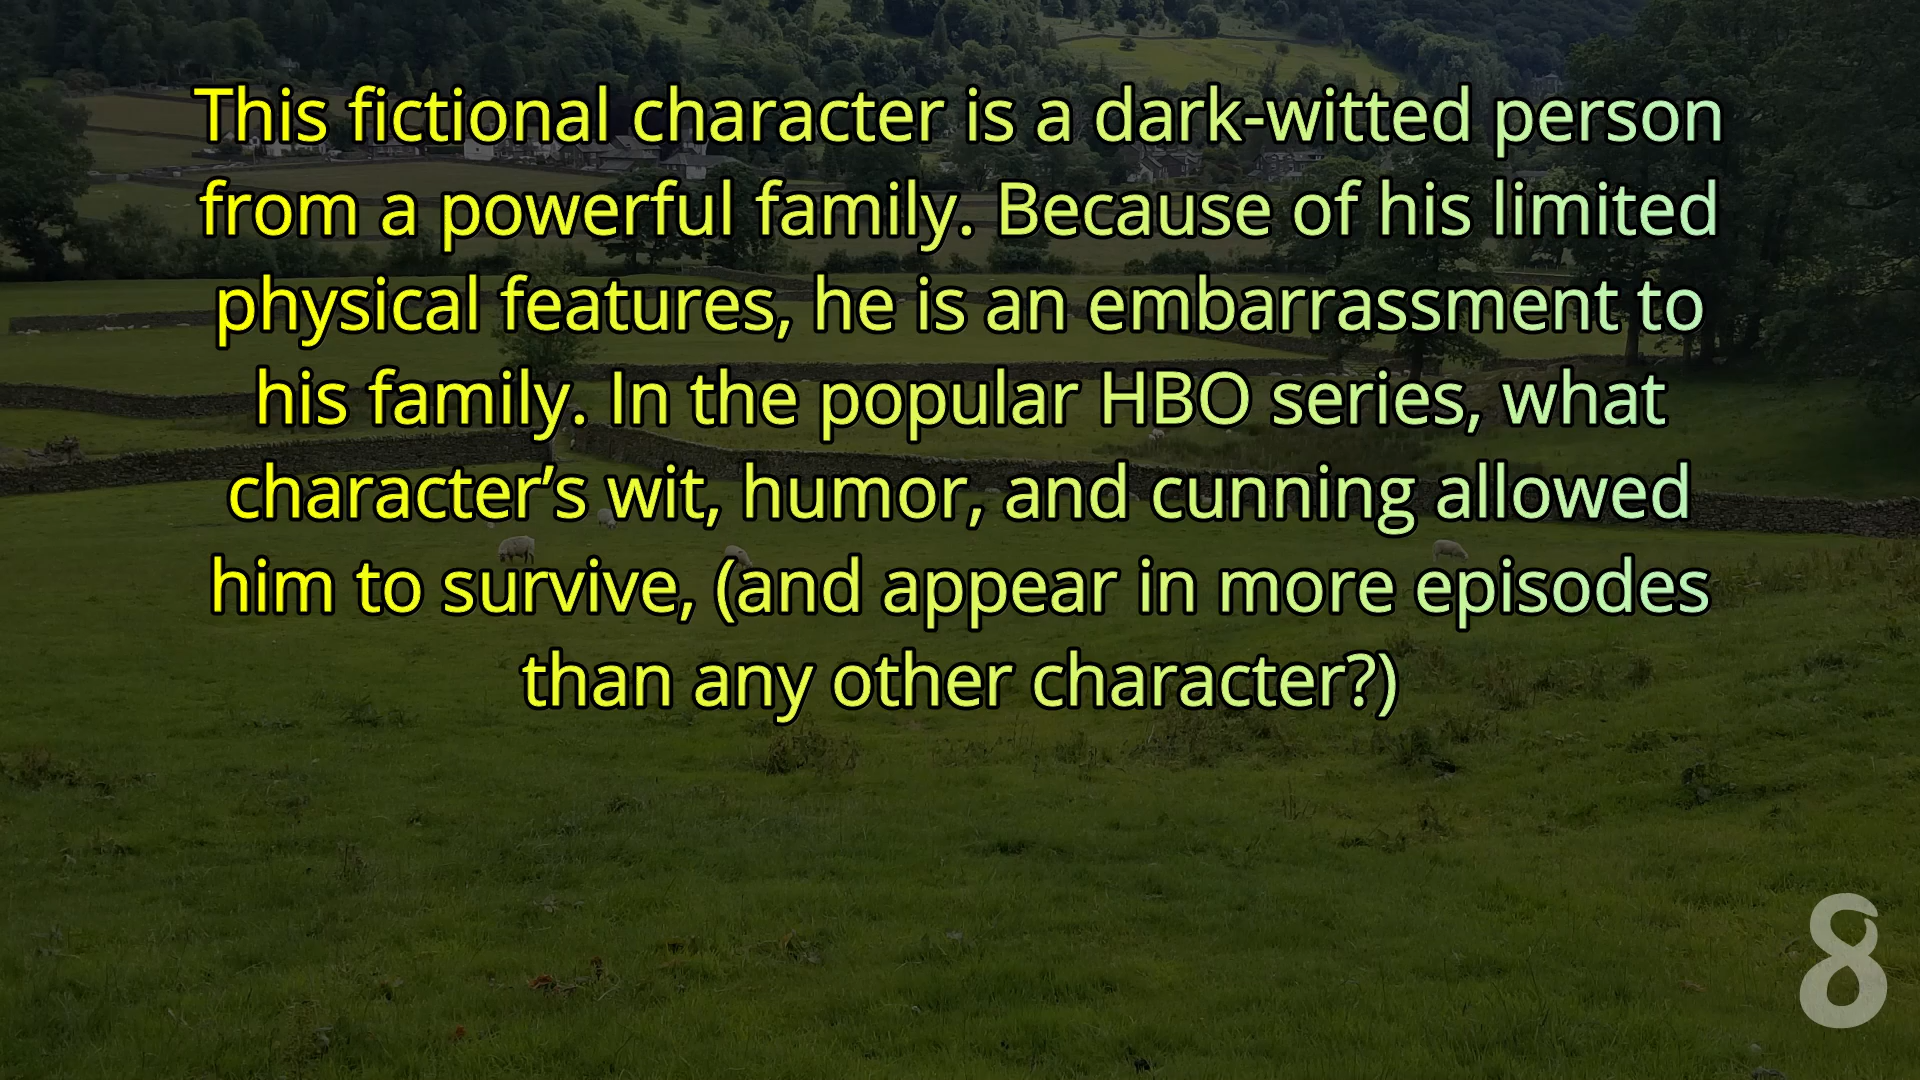 This fictional character is a dark-witted person
from a powerful family. Because of his limited
physical features, he is an embarrassment to
his family. In the popular HBO series, what
character’s wit, humor, and cunning allowed
him to survive, (and appear in more episodes
than any other character?)
8